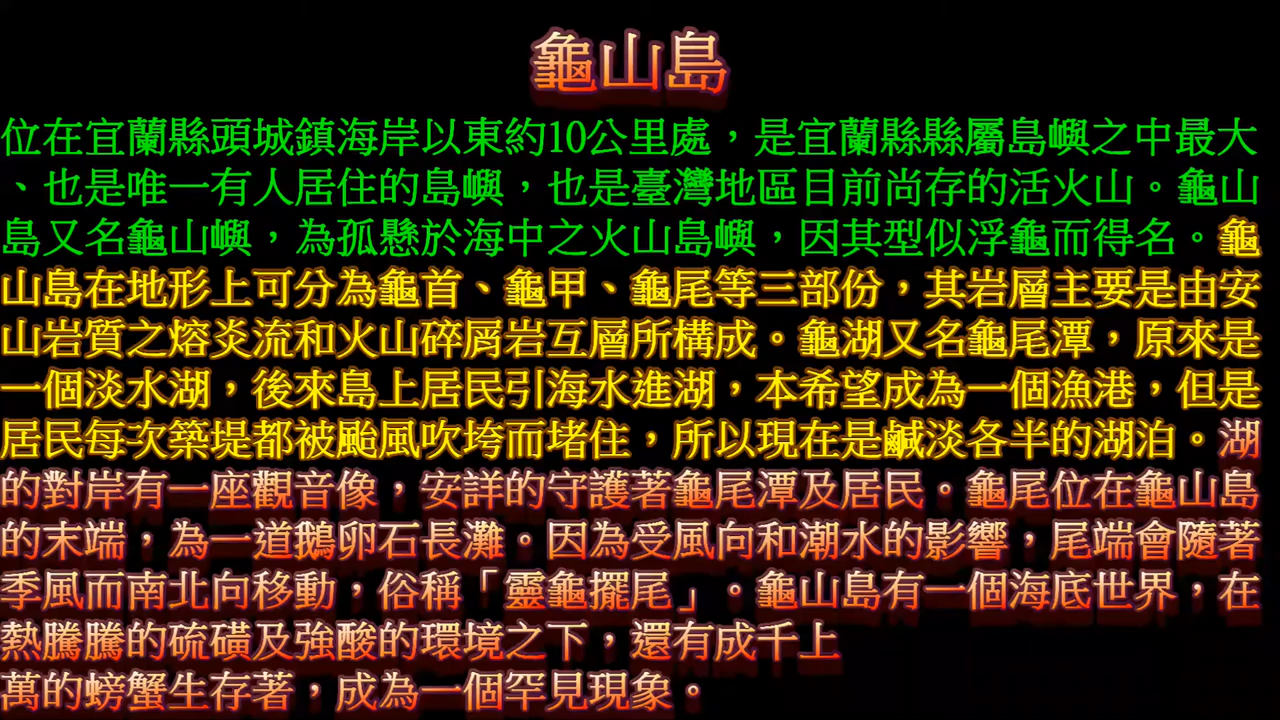 龜山島
位在宜蘭縣頭城鎮海岸以東約10公里處，是宜蘭縣縣屬島嶼之中最大
、也是唯一有人居住的島嶼，也是臺灣地區目前尚存的活火山。龜山
島又名龜山嶼，為孤懸於海中之火山島嶼，因其型似浮龜而得名。龜
山島在地形上可分為龜首、龜甲、龜尾等三部份，其岩層主要是由安
山岩質之熔炎流和火山碎屑岩互層所構成。龜湖又名龜尾潭，原來是
一個淡水湖，後來島上居民引海水進湖，本希望成為一個漁港，但是
居民每次築堤都被颱風吹垮而堵住，所以現在是鹹淡各半的湖泊。湖
的對岸有一座觀音像，安詳的守護著龜尾潭及居民。龜尾位在龜山島
的末端，為一道鵝卵石長灘。因為受風向和潮水的影響，尾端會隨著
季風而南北向移動，俗稱「靈龜擺尾」。龜山島有一個海底世界，在
熱騰騰的硫磺及強酸的環境之下，還有成千上
萬的螃蟹生存著，成為一個罕見現象。